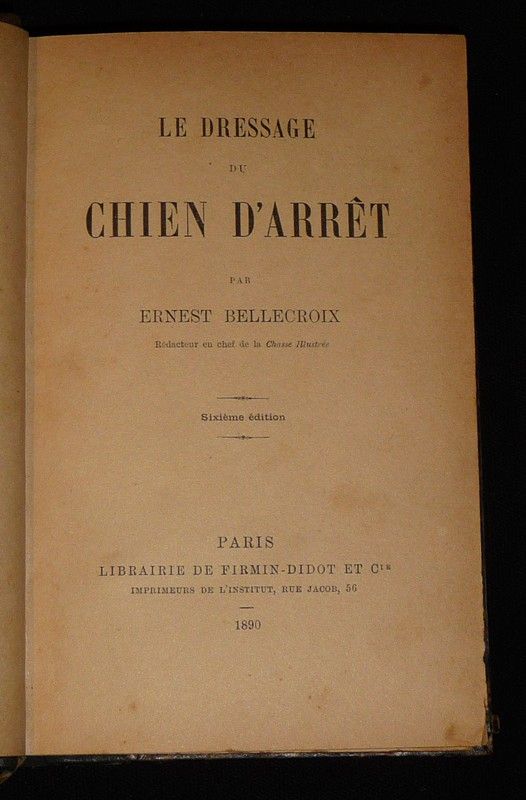 LE DRESSAGE
DU
CHIEN D'ARRÊT
PAR
ERNEST BELLECROIX
Rédacteur en chef de la Chasse Illustrée
Sixième édition
PARIS
LIBRAIRIE DE FIRMIN-DIDOT ET CIE
IMPRIMEURS DE L'INSTITUT, RUE JACOB, 56
1890